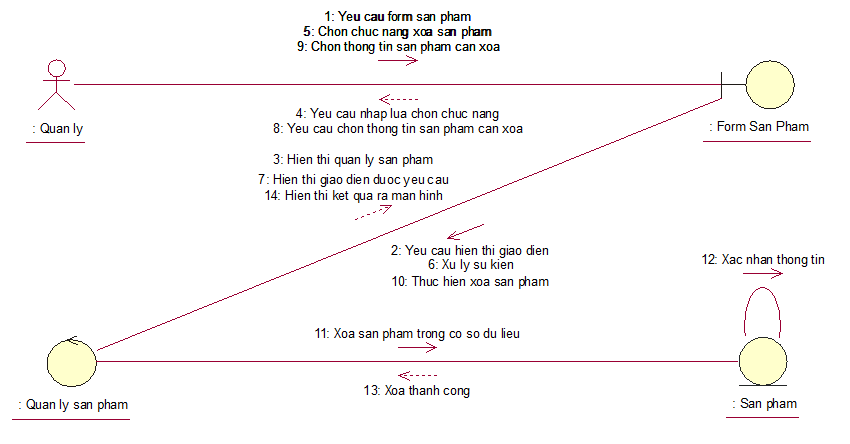 1: Yeu cau form san pham
5: Chon chuc nang xoa san pham
9: Chon thong tin san pham can xoa
4: Yeu cau nhap lua chon chuc nang
8: Yeu cau chon thong tin san pham can xoa
: Quan ly
: Form San Pham
3: Hien thi quan ly san pham
7: Hien thi giao dien duoc yeu cau
14: Hien thi ket qua ra man hinh
2: Yeu cau hien thi giao dien
6: Xu ly su kien
10: Thuc hien xoa san pham
12: Xac nhan thong tin
11: Xoa san pham trong co so du lieu
13: Xoa thanh cong
: Quan ly san pham
: San pham